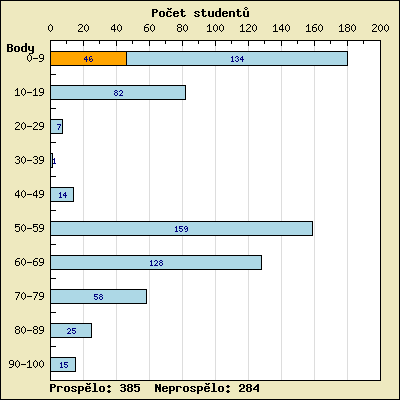 Počet studentů
0 20 40 60 80 100 120 140 160 180 200
Body
0-9 46 134
10-19 82
20-29 7
30-39 1
40-49 14
50-59 159
60-69 128
70-79 58
80-89 25
90-100 15
Prospělo: 385 Neprospělo: 284